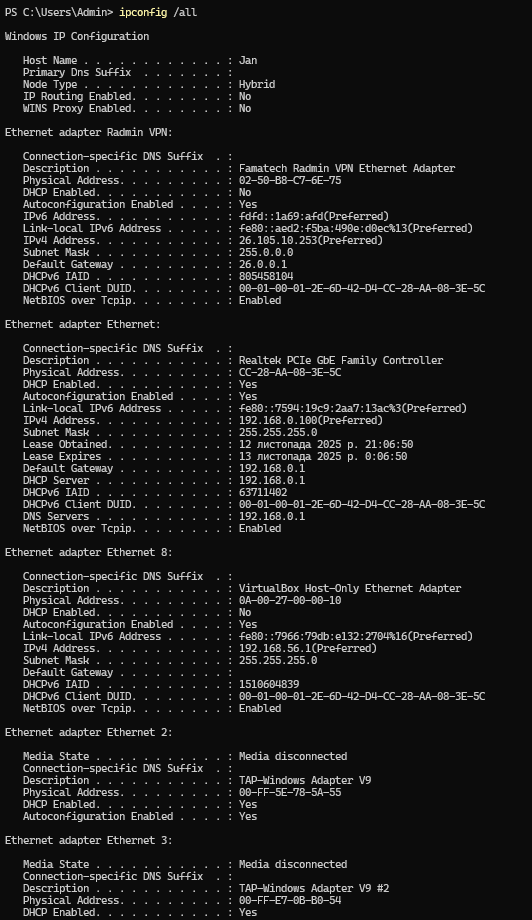 PS C:\Users\Admin> ipconfig /all
Windows IP Configuration
Host Name . . . . . . . . . . . . : Jan
Primary Dns Suffix  . . . . . . . :
Node Type . . . . . . . . . . . . : Hybrid
IP Routing Enabled. . . . . . . . : No
WINS Proxy Enabled. . . . . . . . : No
Ethernet adapter Radmin VPN:
Connection-specific DNS Suffix  . :
Description . . . . . . . . . . . : Famatech Radmin VPN Ethernet Adapter
Physical Address. . . . . . . . . : 02-50-B8-C7-6E-75
DHCP Enabled. . . . . . . . . . . : No
Autoconfiguration Enabled . . . . : Yes
IPv6 Address. . . . . . . . . . . : fdfd::1a69:afd(Preferred)
Link-local IPv6 Address . . . . . : fe80::aed2:f5ba:490e:d0ec%13(Preferred)
IPv4 Address. . . . . . . . . . . : 26.105.10.253(Preferred)
Subnet Mask . . . . . . . . . . . : 255.0.0.0
Default Gateway . . . . . . . . . : 26.0.0.1
DHCPv6 IAID . . . . . . . . . . . : 805458104
DHCPv6 Client DUID. . . . . . . . : 00-01-00-01-2E-6D-42-D4-CC-28-AA-08-3E-5C
NetBIOS over Tcpip. . . . . . . . : Enabled
Ethernet adapter Ethernet:
Connection-specific DNS Suffix  . :
Description . . . . . . . . . . . : Realtek PCIe GbE Family Controller
Physical Address. . . . . . . . . : CC-28-AA-08-3E-5C
DHCP Enabled. . . . . . . . . . . : Yes
Autoconfiguration Enabled . . . . : Yes
Link-local IPv6 Address . . . . . : fe80::7594:19c9:2aa7:13ac%3(Preferred)
IPv4 Address. . . . . . . . . . . : 192.168.0.100(Preferred)
Subnet Mask . . . . . . . . . . . : 255.255.255.0
Lease Obtained. . . . . . . . . . : 12 листопада 2025 р. 21:06:50
Lease Expires . . . . . . . . . . : 13 листопада 2025 р. 0:06:50
Default Gateway . . . . . . . . . : 192.168.0.1
DHCP Server . . . . . . . . . . . : 192.168.0.1
DHCPv6 IAID . . . . . . . . . . . : 63711402
DHCPv6 Client DUID. . . . . . . . : 00-01-00-01-2E-6D-42-D4-CC-28-AA-08-3E-5C
DNS Servers . . . . . . . . . . . : 192.168.0.1
NetBIOS over Tcpip. . . . . . . . : Enabled
Ethernet adapter Ethernet 8:
Connection-specific DNS Suffix  . :
Description . . . . . . . . . . . : VirtualBox Host-Only Ethernet Adapter
Physical Address. . . . . . . . . : 0A-00-27-00-00-10
DHCP Enabled. . . . . . . . . . . : No
Autoconfiguration Enabled . . . . : Yes
Link-local IPv6 Address . . . . . : fe80::7966:79db:e132:2704%16(Preferred)
IPv4 Address. . . . . . . . . . . : 192.168.56.1(Preferred)
Subnet Mask . . . . . . . . . . . : 255.255.255.0
Default Gateway . . . . . . . . . :
DHCPv6 IAID . . . . . . . . . . . : 1510604839
DHCPv6 Client DUID. . . . . . . . : 00-01-00-01-2E-6D-42-D4-CC-28-AA-08-3E-5C
NetBIOS over Tcpip. . . . . . . . : Enabled
Ethernet adapter Ethernet 2:
Media State . . . . . . . . . . . : Media disconnected
Connection-specific DNS Suffix  . :
Description . . . . . . . . . . . : TAP-Windows Adapter V9
Physical Address. . . . . . . . . : 00-FF-5E-78-5A-55
DHCP Enabled. . . . . . . . . . . : Yes
Autoconfiguration Enabled . . . . : Yes
Ethernet adapter Ethernet 3:
Media State . . . . . . . . . . . : Media disconnected
Connection-specific DNS Suffix  . :
Description . . . . . . . . . . . : TAP-Windows Adapter V9 #2
Physical Address. . . . . . . . . : 00-FF-E7-0B-B0-54
DHCP Enabled. . . . . . . . . . . : Yes